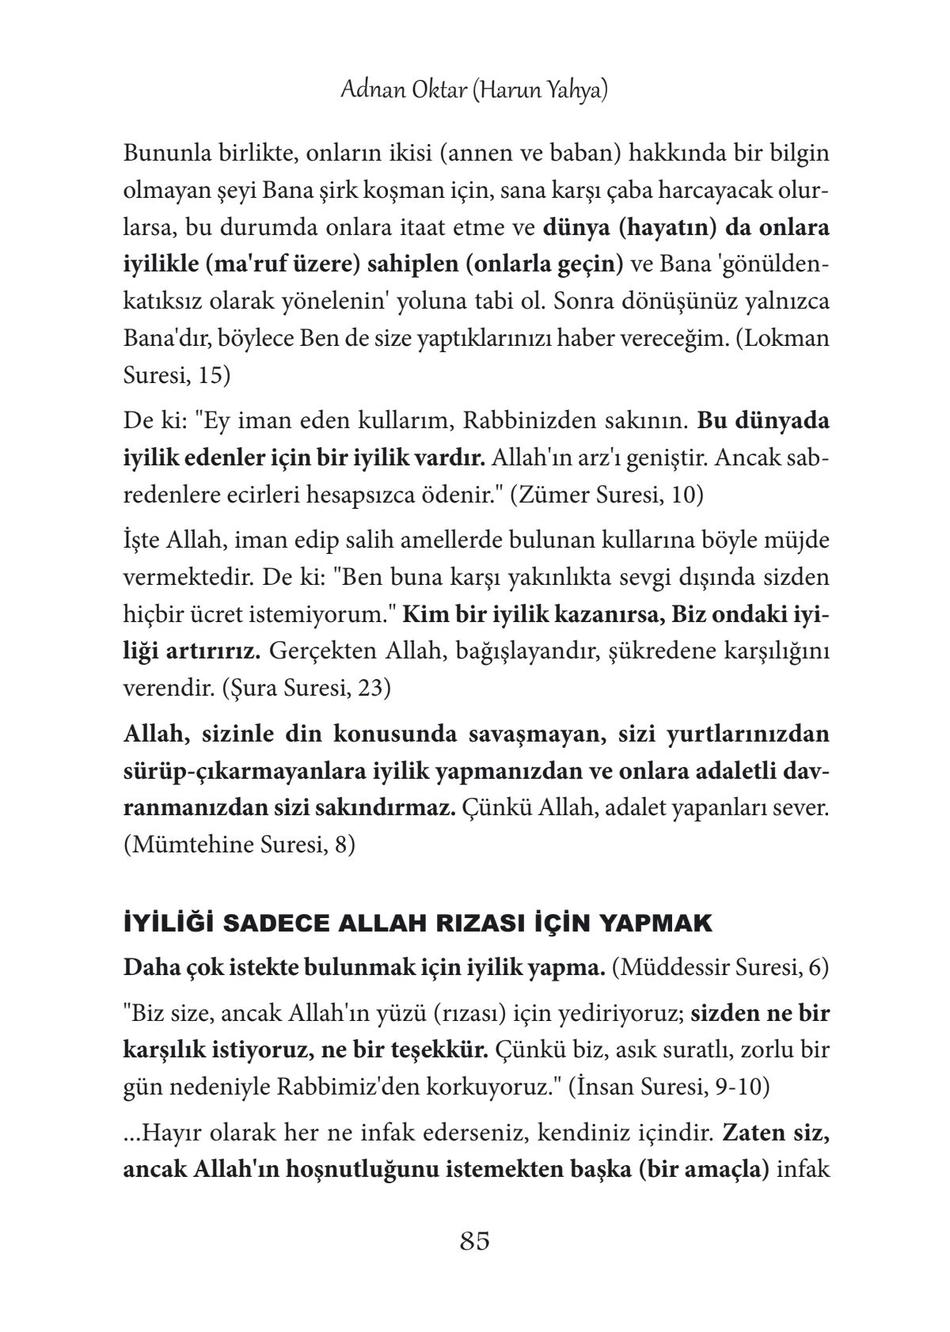 Adnan Oktar (Harun Yahya)
Bununla birlikte, onların ikisi (annen ve baban) hakkında bir bilgin
olmayan şeyi Bana şirk koşman için, sana karşı çaba harcayacak olur-
larsa, bu durumda onlara itaat etme ve dünya (hayatın) da onlara
iyilikle (ma'ruf üzere) sahiplen (onlarla geçin) ve Bana 'gönülden-
katıksız olarak yönelenin' yoluna tabi ol. Sonra dönüşünüz yalnızca
Bana'dır, böylece Ben de size yaptıklarınızı haber vereceğim. (Lokman
Suresi, 15)
De ki: "Ey iman eden kullarım, Rabbinizden sakının. Bu dünyada
iyilik edenler için bir iyilik vardır. Allah'ın arz'ı geniştir. Ancak sab-
redenlere ecirleri hesapsızca ödenir." (Zümer Suresi, 10)
İşte Allah, iman edip salih amellerde bulunan kullarına böyle müjde
vermektedir. De ki: "Ben buna karşı yakınlıkta sevgi dışında sizden
hiçbir ücret istemiyorum." Kim bir iyilik kazanırsa, Biz ondaki iyi-
liği artırırız. Gerçekten Allah, bağışlayandır, şükredene karşılığını
verendir. (Şura Suresi, 23)
Allah, sizinle din konusunda savaşmayan, sizi yurtlarınızdan
sürüp-çıkarmayanlara iyilik yapmanızdan ve onlara adaletli dav-
ranmanızdan sizi sakındırmaz. Çünkü Allah, adalet yapanları sever.
(Mümtehine Suresi, 8)
İYİLİĞİ SADECE ALLAH RIZASI İÇİN YAPMAK
Daha çok istekte bulunmak için iyilik yapma. (Müddessir Suresi, 6)
"Biz size, ancak Allah'ın yüzü (rızası) için yediriyoruz; sizden ne bir
karşılık istiyoruz, ne bir teşekkür. Çünkü biz, asık suratlı, zorlu bir
gün nedeniyle Rabbimiz'den korkuyoruz." (İnsan Suresi, 9-10)
...Hayır olarak her ne infak ederseniz, kendiniz içindir. Zaten siz,
ancak Allah'ın hoşnutluğunu istemekten başka (bir amaçla) infak
85